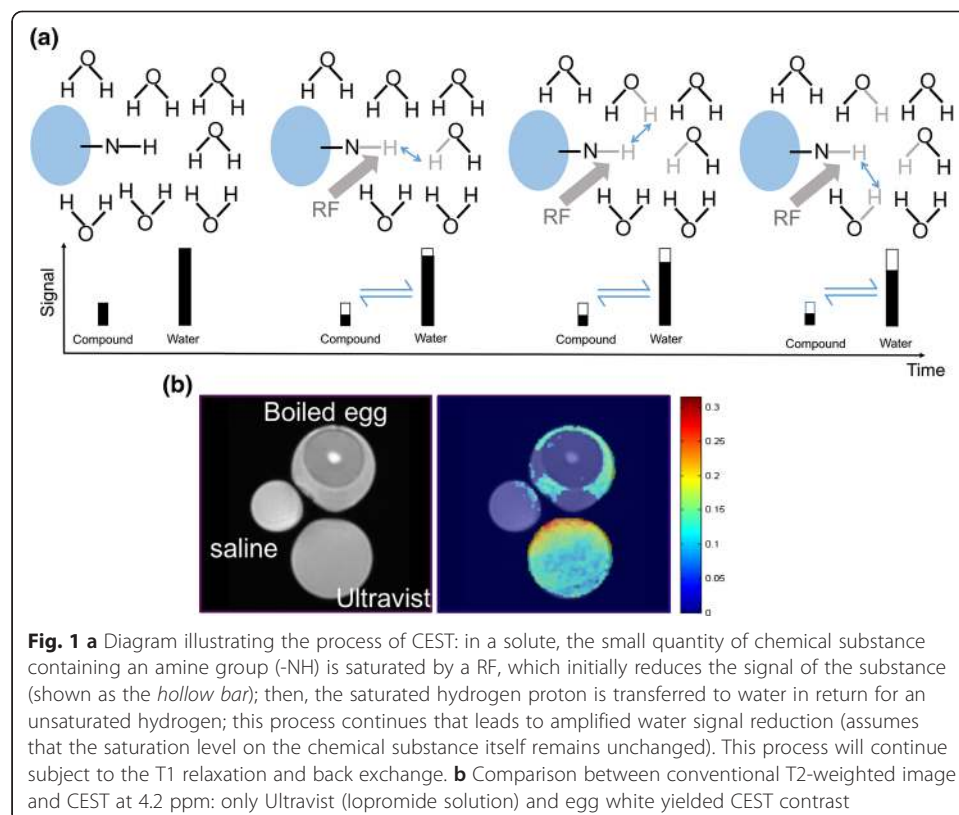 (a)
O O O
H H H H H H
N H O
H H
H H H H
O O
O O O
H H H H H H
N H O
H H
RF
H H H H
O O
O O O
H H H H H H
N H O
H H
RF
H H H H
O O
O O O
H H H H H H
N H O
H H
RF
H H H H
O O
Signal
Compound Water Compound Water Compound Water Compound Water
Time
(b)
Boiled egg
saline
Ultravist
0.3
0.25
0.2
0.15
0.1
0.05
0
Fig. 1 a Diagram illustrating the process of CEST: in a solute, the small quantity of chemical substance
containing an amine group (-NH) is saturated by a RF, which initially reduces the signal of the substance
(shown as the hollow bar); then, the saturated hydrogen proton is transferred to water in return for an
unsaturated hydrogen; this process continues that leads to amplified water signal reduction (assumes
that the saturation level on the chemical substance itself remains unchanged). This process will continue
subject to the T1 relaxation and back exchange. b Comparison between conventional T2-weighted image
and CEST at 4.2 ppm: only Ultravist (Iopromide solution) and egg white yielded CEST contrast